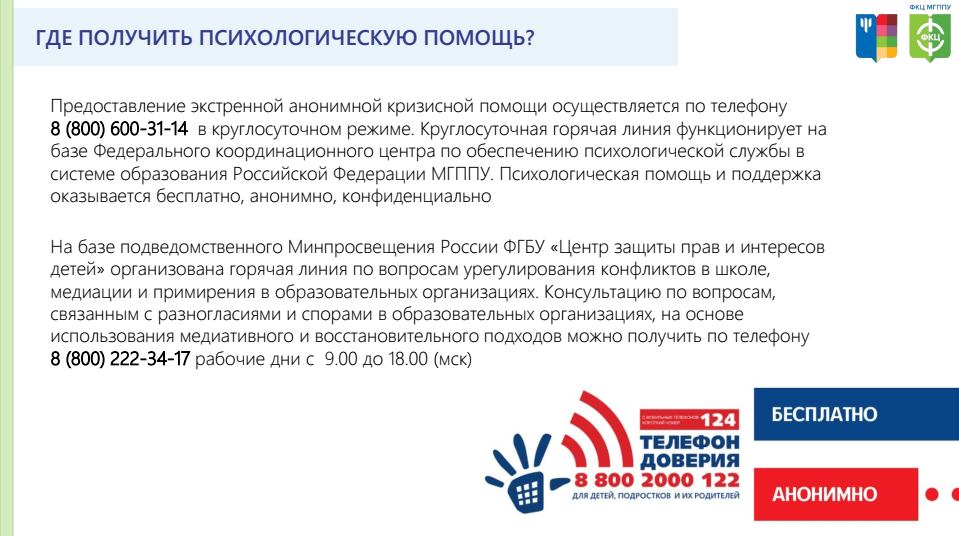 ФКЦ МГППУ
ГДЕ ПОЛУЧИТЬ ПСИХОЛОГИЧЕСКУЮ ПОМОЩЬ?
Ψ
ФКЦ
Предоставление экстренной анонимной кризисной помощи осуществляется по телефону
8 (800) 600-31-14 в круглосуточном режиме. Круглосуточная горячая линия функционирует на
базе Федерального координационного центра по обеспечению психологической службы в
системе образования Российской Федерации МГППУ. Психологическая помощь и поддержка
оказывается бесплатно, анонимно, конфиденциально
На базе подведомственного Минпросвещения России ФГБУ «Центр защиты прав и интересов
детей» организована горячая линия по вопросам урегулирования конфликтов в школе,
медиации и примирения в образовательных организациях. Консультацию по вопросам,
связанным с разногласиями и спорами в образовательных организациях, на основе
использования медиативного и восстановительного подходов можно получить по телефону
8 (800) 222-34-17 рабочие дни с 9.00 до 18.00 (мск)
С МОБИЛЬНЫХ ТЕЛЕФОНОВ
КОРОТКИЙ НОМЕР 124
ТЕЛЕФОН
ДОВЕРИЯ
8 800 2000 122
ДЛЯ ДЕТЕЙ, ПОДРОСТКОВ И ИХ РОДИТЕЛЕЙ
БЕСПЛАТНО
АНОНИМНО